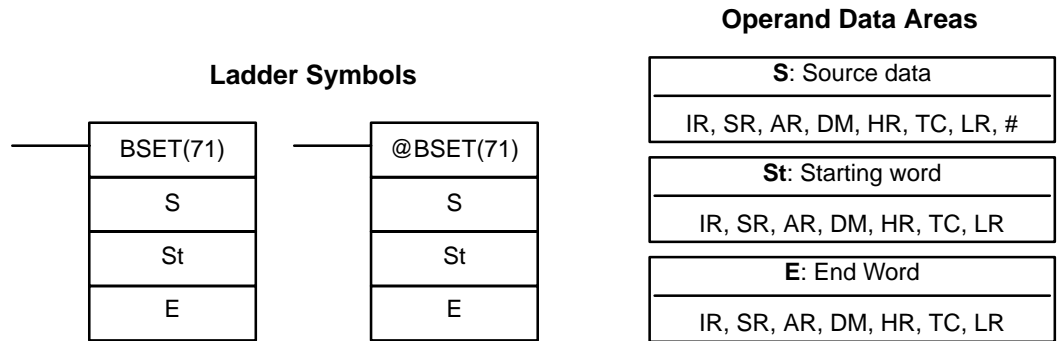 Ladder Symbols
BSET(71)
S
St
E
@BSET(71)
S
St
E
Operand Data Areas
S: Source data
IR, SR, AR, DM, HR, TC, LR, #
St: Starting word
IR, SR, AR, DM, HR, TC, LR
E: End Word
IR, SR, AR, DM, HR, TC, LR